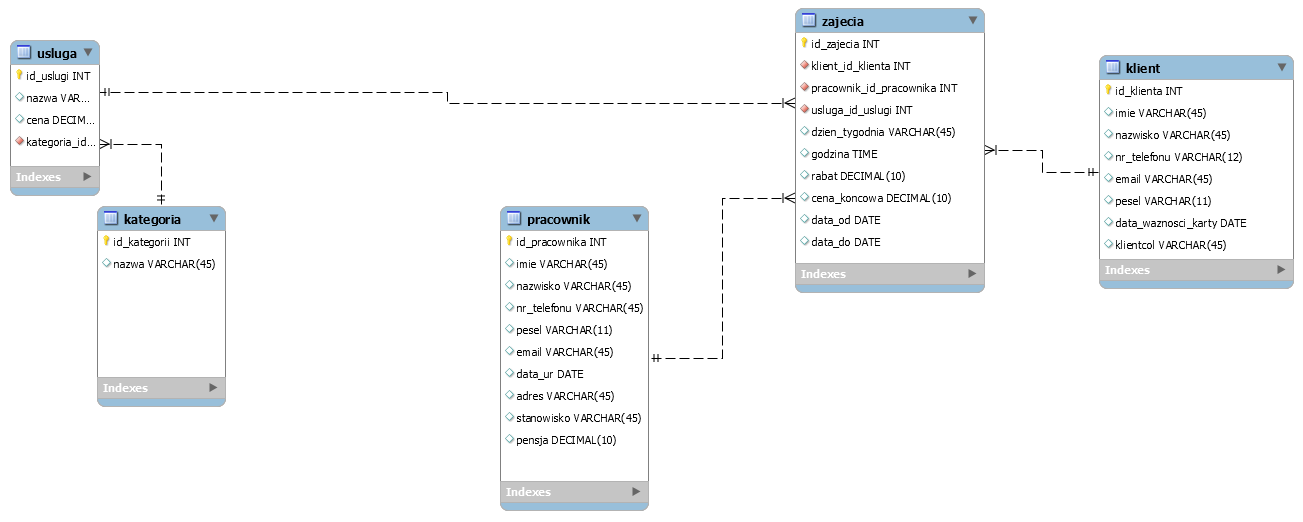 usluga
id_uslugi INT
nazwa VAR...
cena DECIM...
kategoria_id...
Indexes
kategoria
id_kategorii INT
nazwa VARCHAR(45)
Indexes
pracownik
id_pracownika INT
imie VARCHAR(45)
nazwisko VARCHAR(45)
nr_telefonu VARCHAR(45)
pesel VARCHAR(11)
email VARCHAR(45)
data_ur DATE
adres VARCHAR(45)
stanowisko VARCHAR(45)
pensja DECIMAL(10)
Indexes
zajecia
id_zajecia INT
klient_id_klienta INT
pracownik_id_pracownika INT
usluga_id_uslugi INT
dzien_tygodnia VARCHAR(45)
godzina TIME
rabat DECIMAL(10)
cena_koncowa DECIMAL(10)
data_od DATE
data_do DATE
Indexes
klient
id_klienta INT
imie VARCHAR(45)
nazwisko VARCHAR(45)
nr_telefonu VARCHAR(12)
email VARCHAR(45)
pesel VARCHAR(11)
data_waznosci_karty DATE
klientcol VARCHAR(45)
Indexes